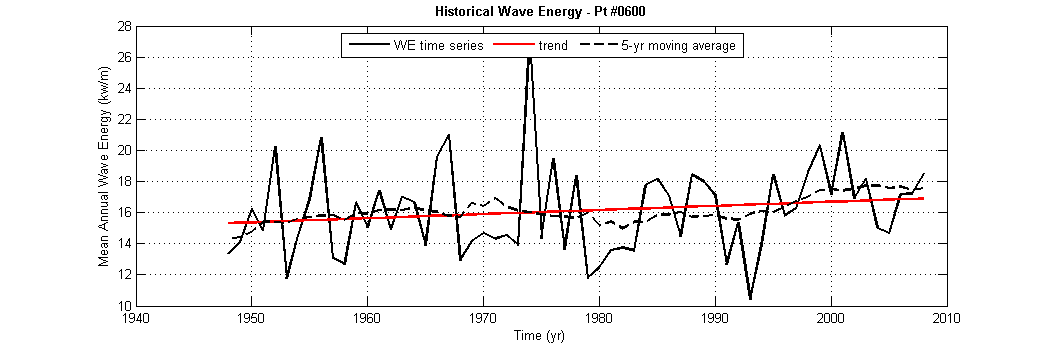 Historical Wave Energy - Pt #0600
WE time series trend 5-yr moving average
Mean Annual Wave Energy (kw/m)
28
26
24
22
20
18
16
14
12
10
1940 1950 1960 1970 1980 1990 2000 2010
Time (yr)